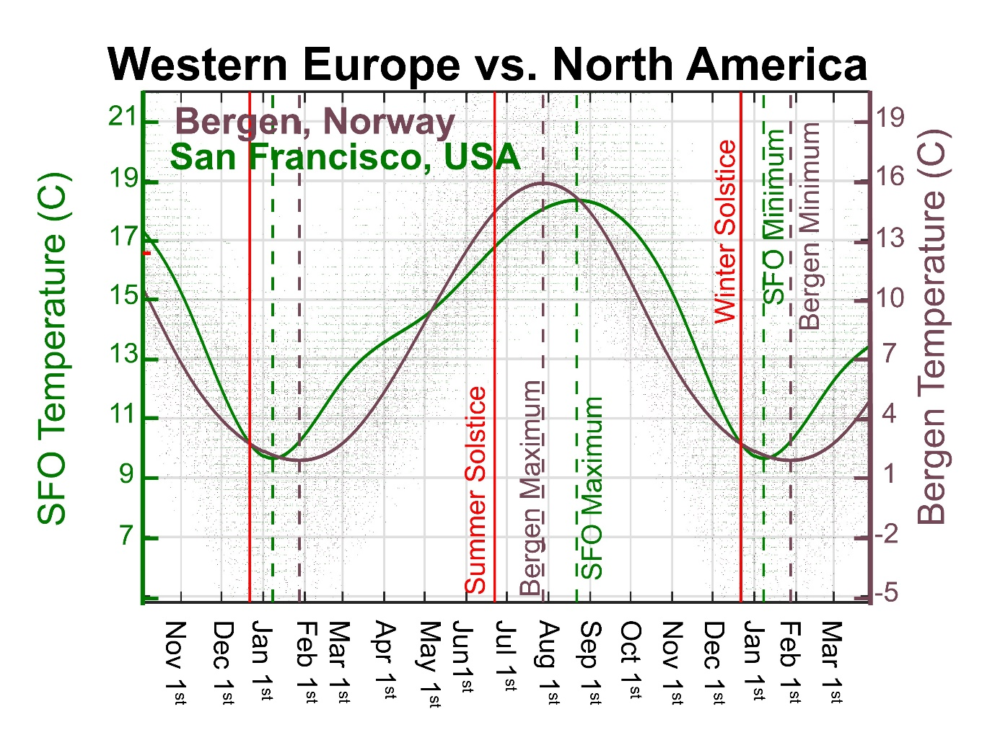 Western Europe vs. North America
Bergen, Norway
San Francisco, USA
SFO Temperature (C)
21
19
17
15
13
11
9
7
Bergen Temperature (C)
19
16
13
10
7
4
1
-2
-5
Summer Solstice
Bergen Maximum
SFO Maximum
Winter Solstice
SFO Minimum
Bergen Minimum
Nov 1st
Dec 1st
Jan 1st
Feb 1st
Mar 1st
Apr 1st
May 1st
Jun1st
Jul 1st
Aug 1st
Sep 1st
Oct 1st
Nov 1st
Dec 1st
Jan 1st
Feb 1st
Mar 1st